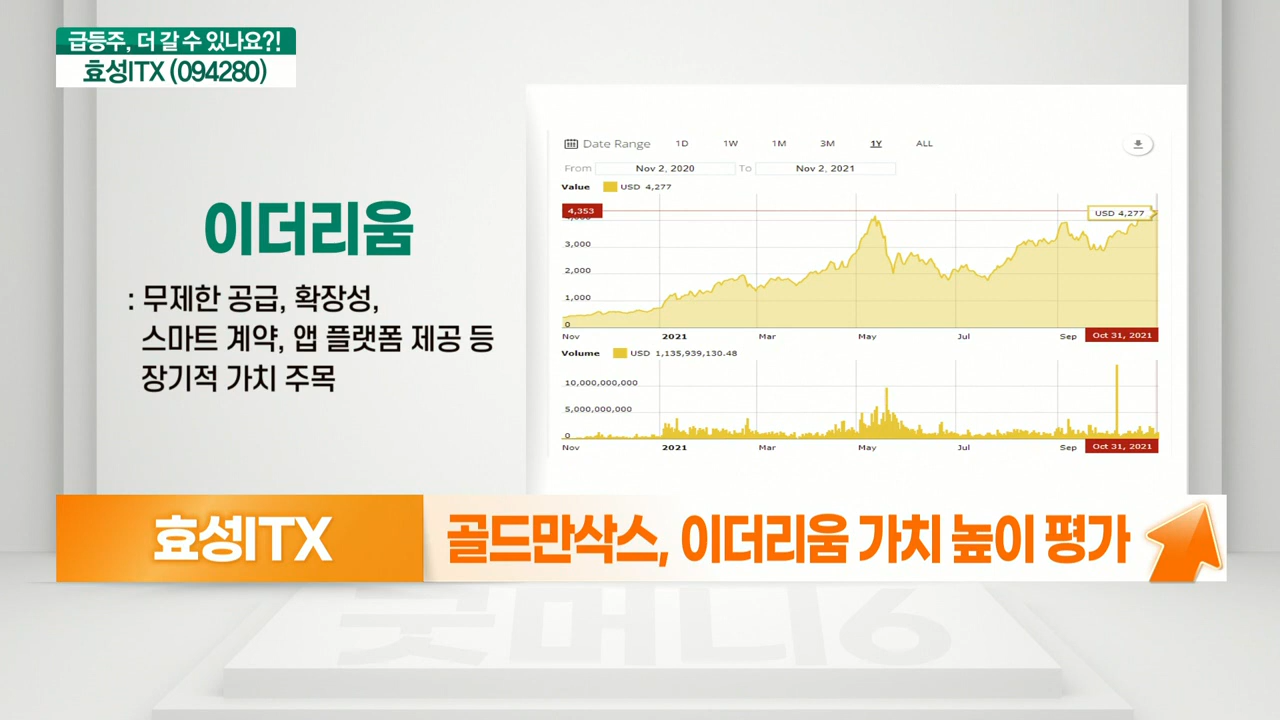 급등주, 더 갈 수 있나요?!
효성ITX (094280)
이더리움
: 무제한 공급, 확장성,
스마트 계약, 앱 플랫폼 제공 등
장기적 가치 주목
Date Range 1D 1W 1M 3M 1Y ALL
From Nov 2, 2020 To Nov 2, 2021
Value USD 4,277
4,353
USD 4,277
3,000
2,000
1,000
0
Nov 2021 Mar May Jul Sep Oct 31, 2021
Volume USD 1,135,939,130.48
10,000,000,000
5,000,000,000
0
Nov 2021 Mar May Jul Sep Oct 31, 2021
효성ITX
골드만삭스, 이더리움 가치 높이 평가
굿머니6